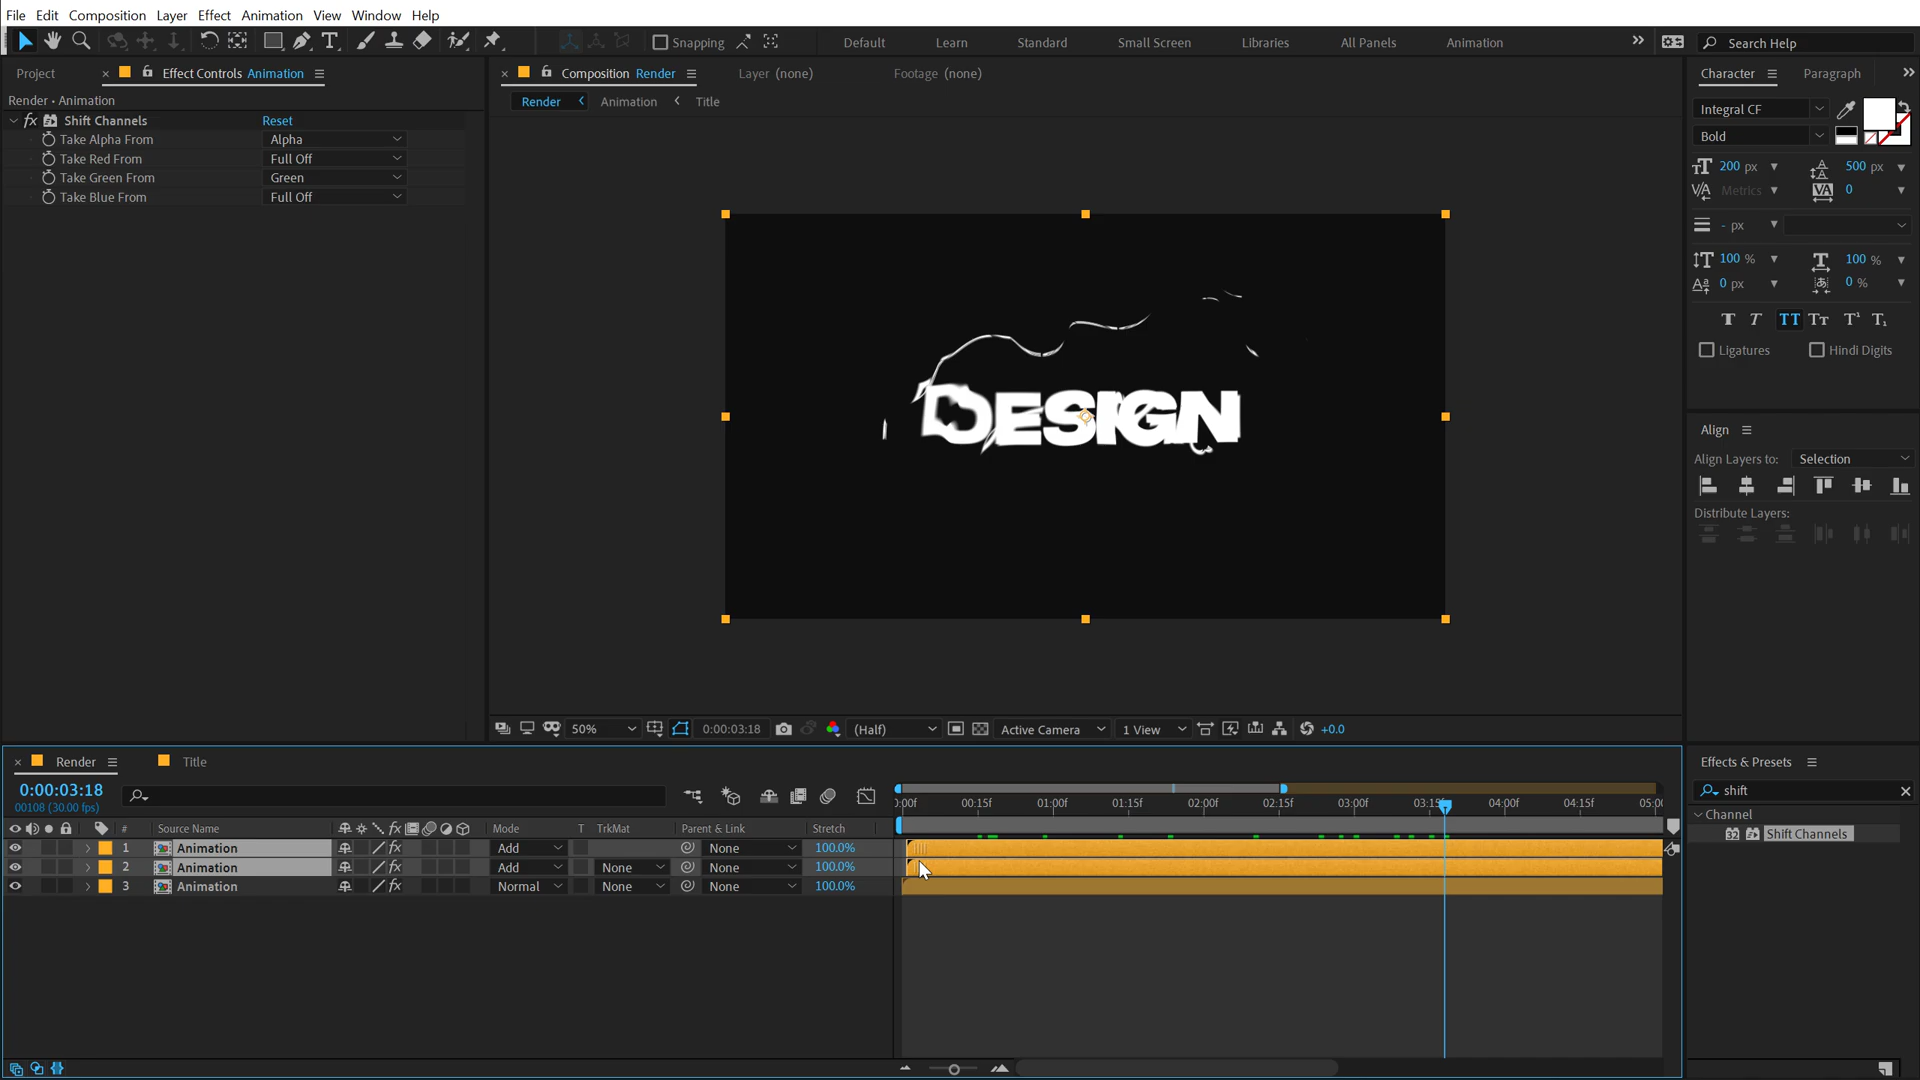 File Edit Composition Layer Effect Animation View Window Help
Snapping Default Learn Standard Small Screen Libraries All Panels Animation Search Help
Project Effect Controls Animation
Composition Render Layer (none) Footage (none)
Character Paragraph
Render • Animation
Render Animation Title
fx Shift Channels Reset
Take Alpha From Alpha
Take Red From Full Off
Take Green From Green
Take Blue From Full Off
Integral CF
Bold
200 px 500 px
Metrics 0
- px
100 % 100 %
0 px 0 %
Ligatures Hindi Digits
Align
Align Layers to: Selection
Distribute Layers:
DESIGN
50% 0:00:03:18 (Half) Active Camera 1 View +0.0
Render Title
0:00:03:18
00108 (30.00 fps)
# Source Name Mode T TrkMat Parent & Link Stretch
1 Animation Add None 100.0%
2 Animation Add None None 100.0%
3 Animation Normal None None 100.0%
00:15f 01:00f 01:15f 02:00f 02:15f 03:00f 04:00f 04:15f
Effects & Presets
shift
Channel
32 Shift Channels